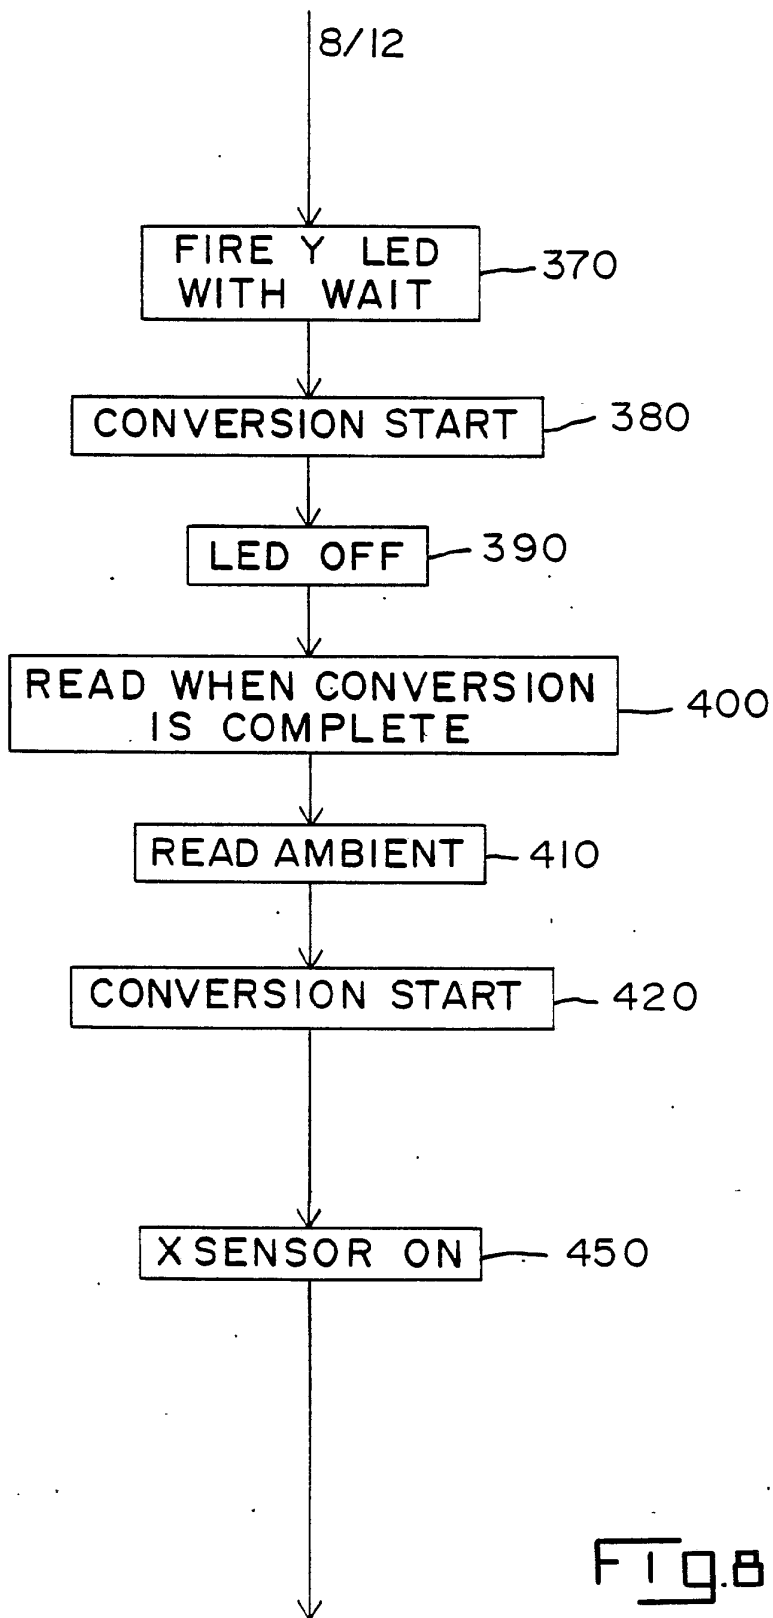 8/12
FIRE Y LED
WITH WAIT
370
CONVERSION START
380
LED OFF
390
READ WHEN CONVERSION
IS COMPLETE
400
READ AMBIENT
410
CONVERSION START
420
X SENSOR ON
450
Fig.8